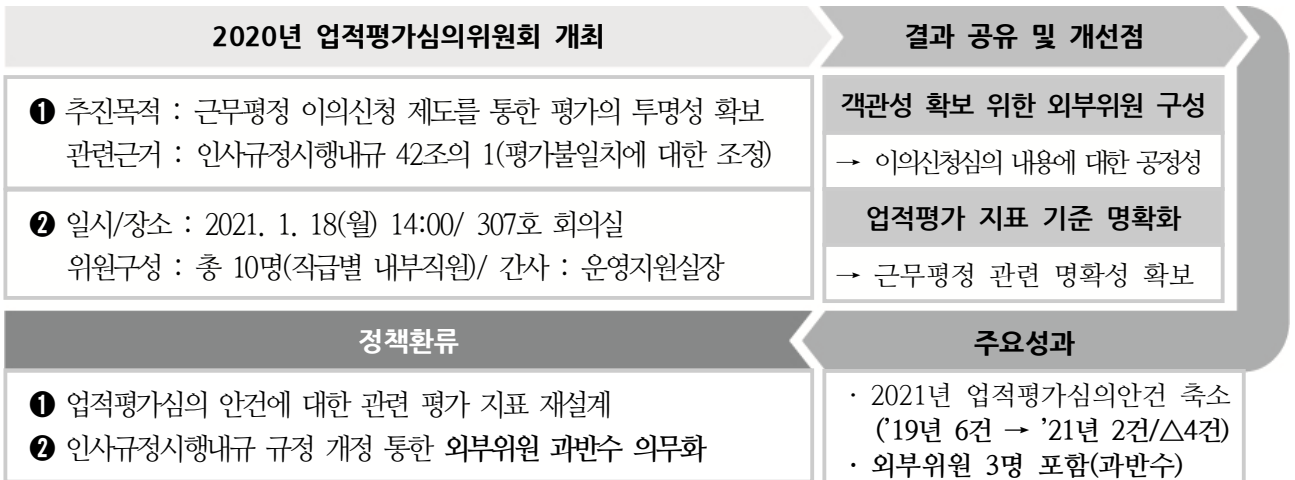 2020년 업적평가심의위원회 개최
❶ 추진목적 : 근무평정 이의신청 제도를 통한 평가의 투명성 확보
관련근거 : 인사규정시행내규 42조의 1(평가불일치에 대한 조정)
❷ 일시/장소 : 2021. 1. 18(월) 14:00/ 307호 회의실
위원구성 : 총 10명(직급별 내부직원)/ 간사 : 운영지원실장
결과 공유 및 개선점
객관성 확보 위한 외부위원 구성
→ 이의신청심의 내용에 대한 공정성
업적평가 지표 기준 명확화
→ 근무평정 관련 명확성 확보
주요성과
· 2021년 업적평가심의안건 축소
(’19년 6건 → ’21년 2건/△4건)
· 외부위원 3명 포함(과반수)
정책환류
❶ 업적평가심의 안건에 대한 관련 평가 지표 재설계
❷ 인사규정시행내규 규정 개정 통한 외부위원 과반수 의무화